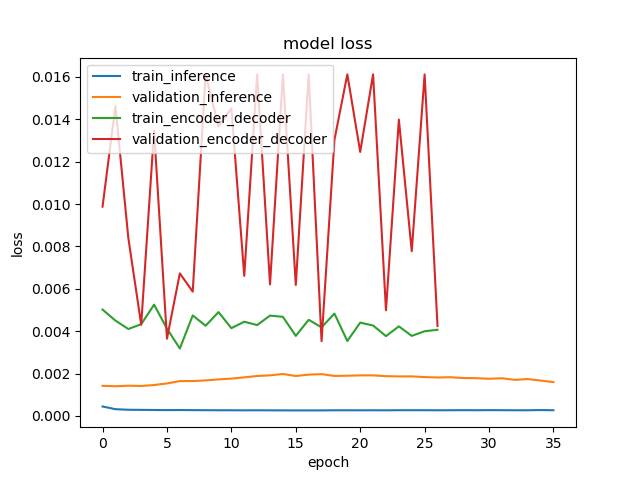 model loss
train_inference
validation_inference
train_encoder_decoder
validation_encoder_decoder
0.016
0.014
0.012
0.010
0.008
0.006
0.004
0.002
0.000
loss
0 5 10 15 20 25 30 35
epoch